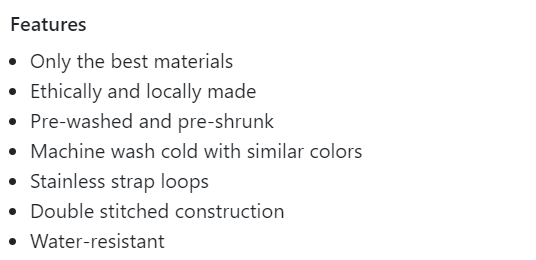 Features
Only the best materials
Ethically and locally made
Pre-washed and pre-shrunk
Machine wash cold with similar colors
Stainless strap loops
Double stitched construction
Water-resistant